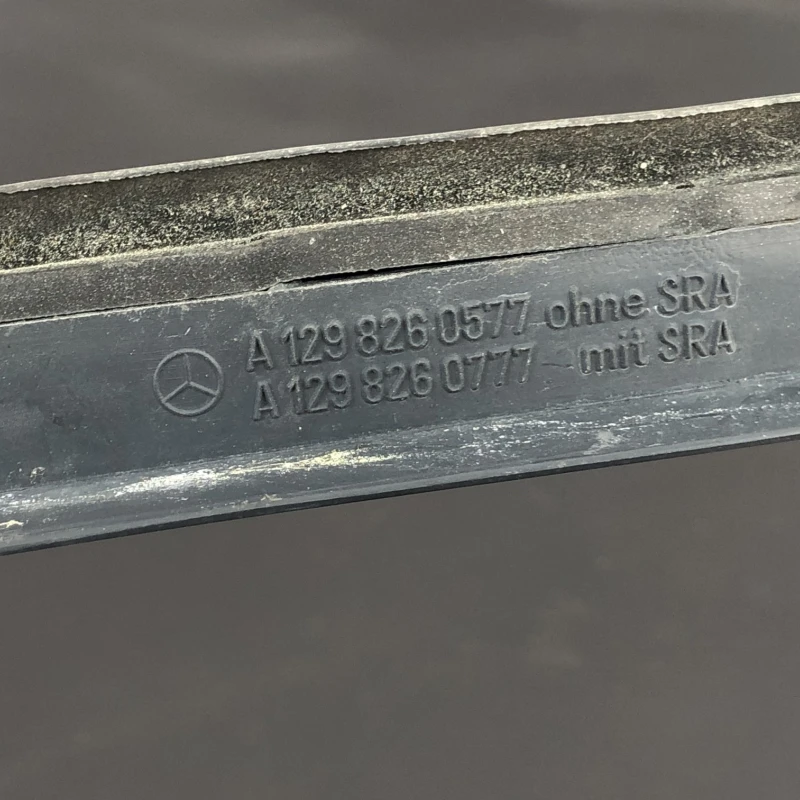 A 129 826 0577 ohne SRA
A 129 826 0777 mit SRA